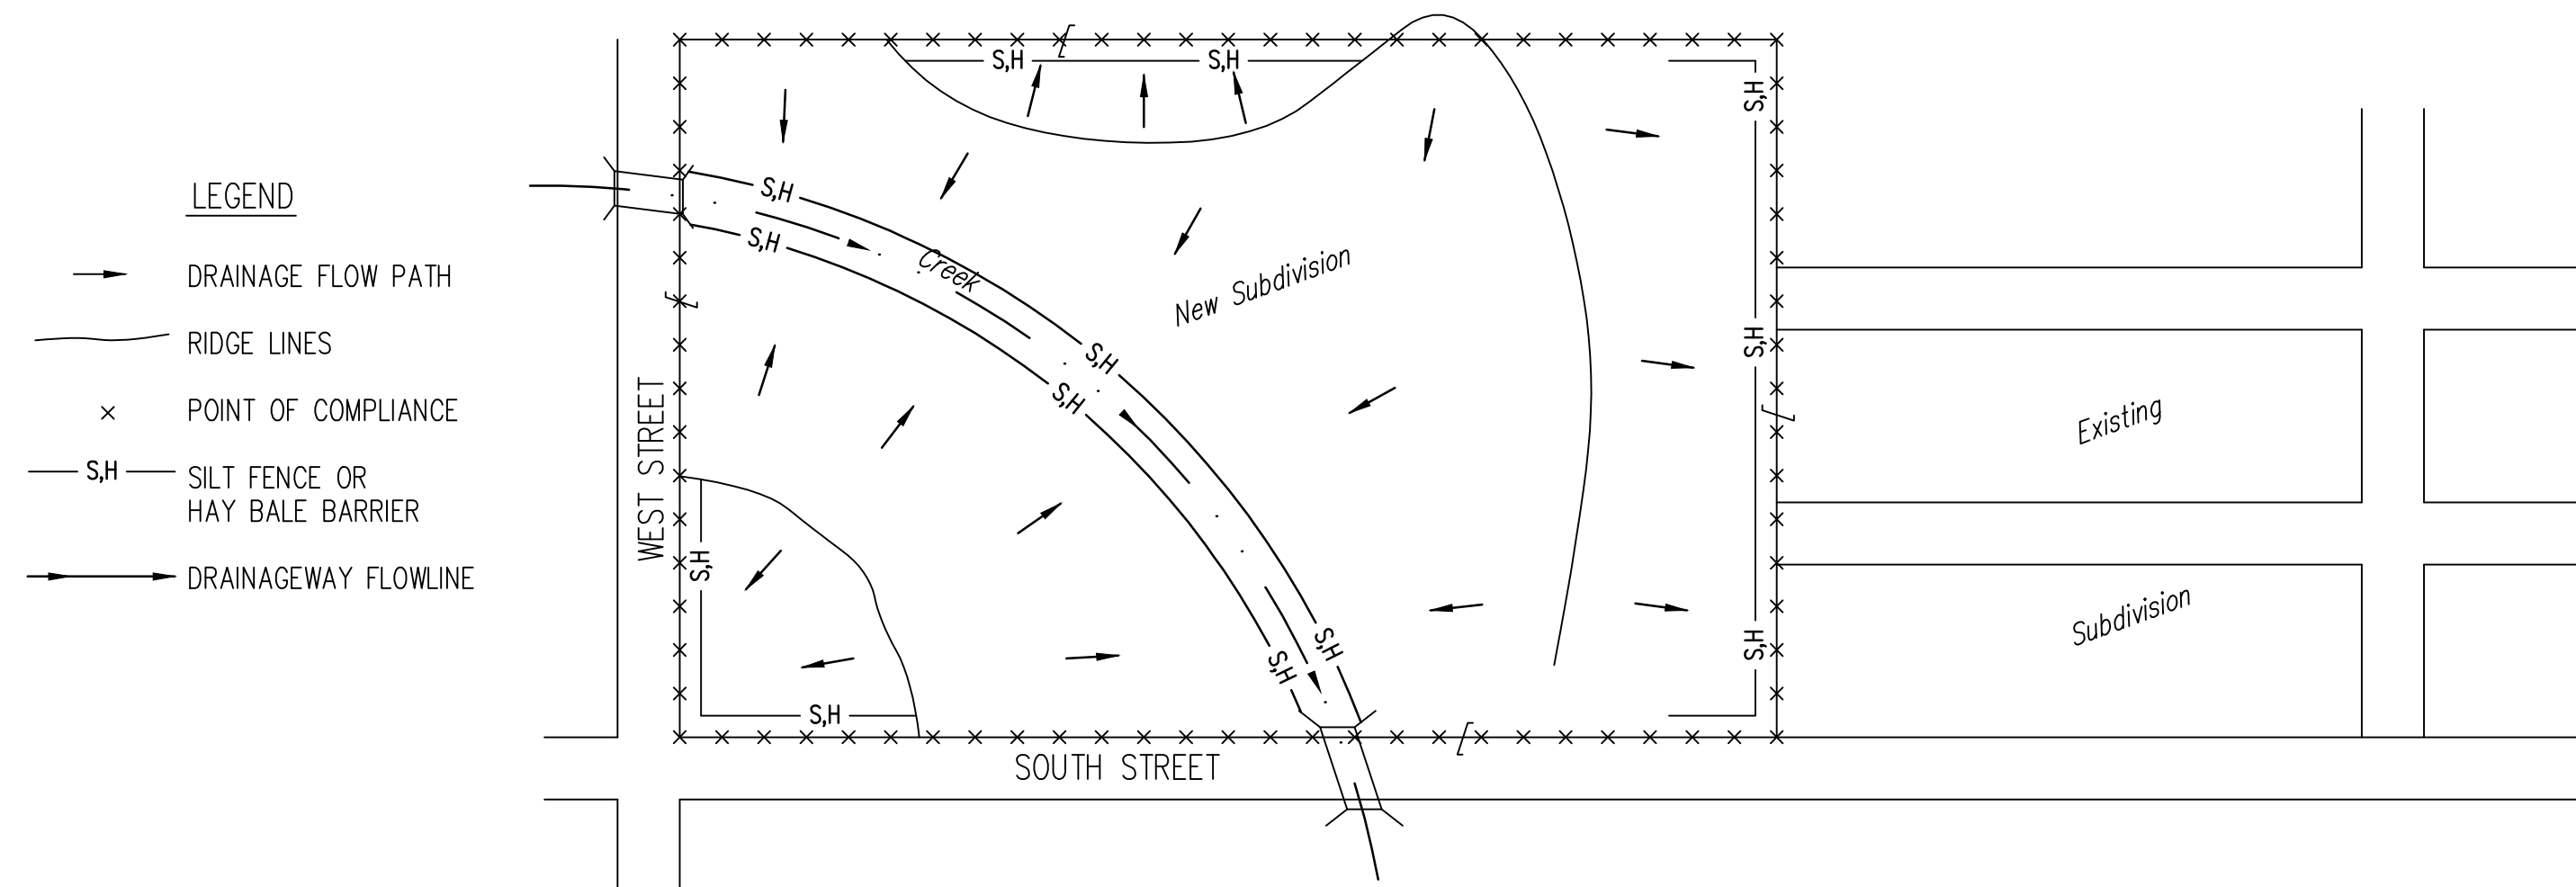 LEGEND
DRAINAGE FLOW PATH
RIDGE LINES
POINT OF COMPLIANCE
S,H SILT FENCE OR
HAY BALE BARRIER
DRAINAGEWAY FLOWLINE
S,H
S,H
S,H
S,H
S,H
Creek
New Subdivision
S,H
S,H
S,H
WEST STREET
Existing
S,H
Subdivision
S,H
S,H
S,H
S,H
SOUTH STREET